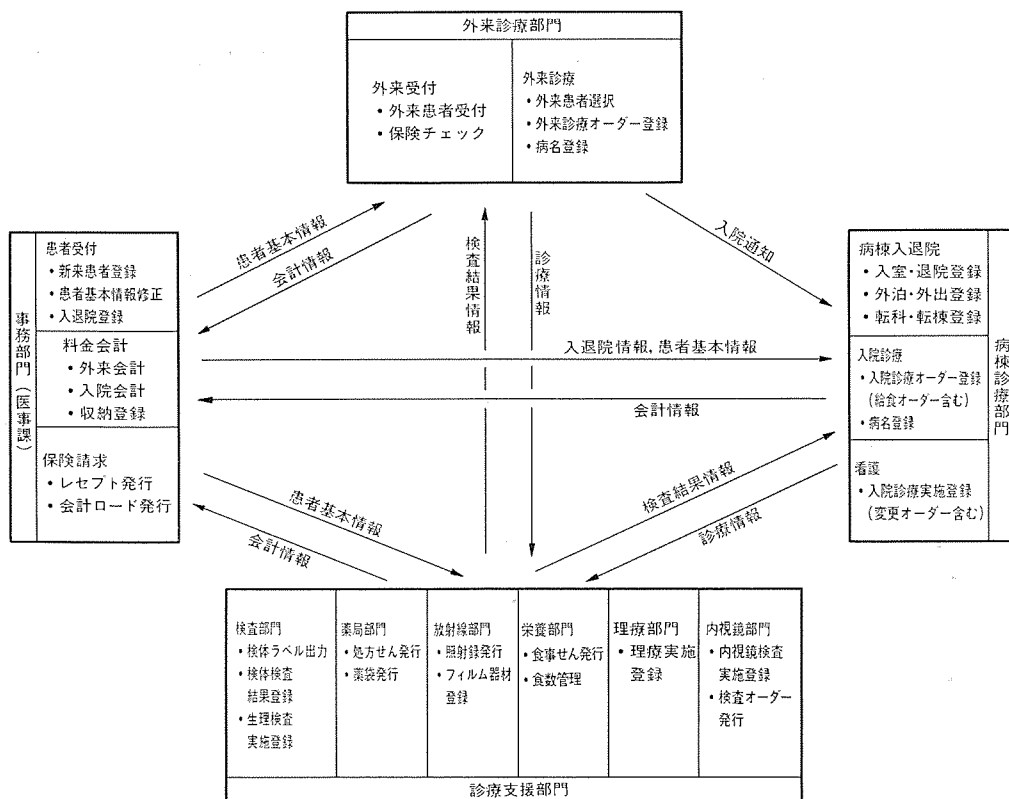 外来診療部門
外来受付
• 外来患者受付
• 保険チェック
外来診療
• 外来患者選択
• 外来診療オーダー登録
• 病名登録
患者基本情報
会計情報
検査結果情報
診療情報
入院通知
事務部門(医事課)
患者受付
• 新来患者登録
• 患者基本情報修正
• 入退院登録
料金会計
• 外来会計
• 入院会計
• 収納登録
保険請求
• レセプト発行
• 会計ロード発行
入退院情報,患者基本情報
会計情報
病棟入退院
• 入室・退院登録
• 外泊・外出登録
• 転科・転棟登録
入院診療
• 入院診療オーダー登録
(給食オーダー含む)
• 病名登録
看護
• 入院診療実施登録
(変更オーダー含む)
病棟診療部門
患者基本情報
会計情報
検査結果情報
診療情報
検査部門
• 検体ラベル出力
• 検体検査
結果登録
• 生理検査
実施登録
薬局部門
• 処方せん発行
• 薬袋発行
放射線部門
• 照射録発行
• フィルム器材
登録
栄養部門
• 食事せん発行
• 食数管理
理療部門
• 理療実施
登録
内視鏡部門
• 内視鏡検査
実施登録
• 検査オーダー
発行
診療支援部門